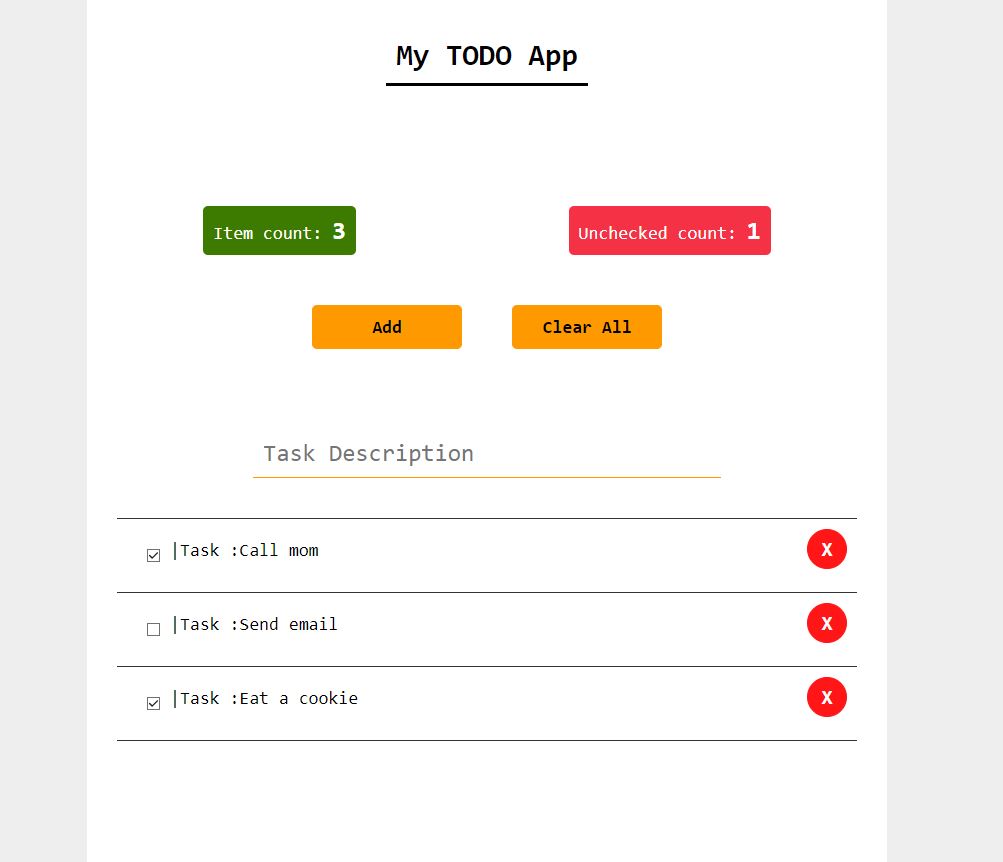 My TODO App
Item count: 3
Unchecked count: 1
Add
Clear All
Task Description
|Task :Call mom
X
|Task :Send email
X
|Task :Eat a cookie
X